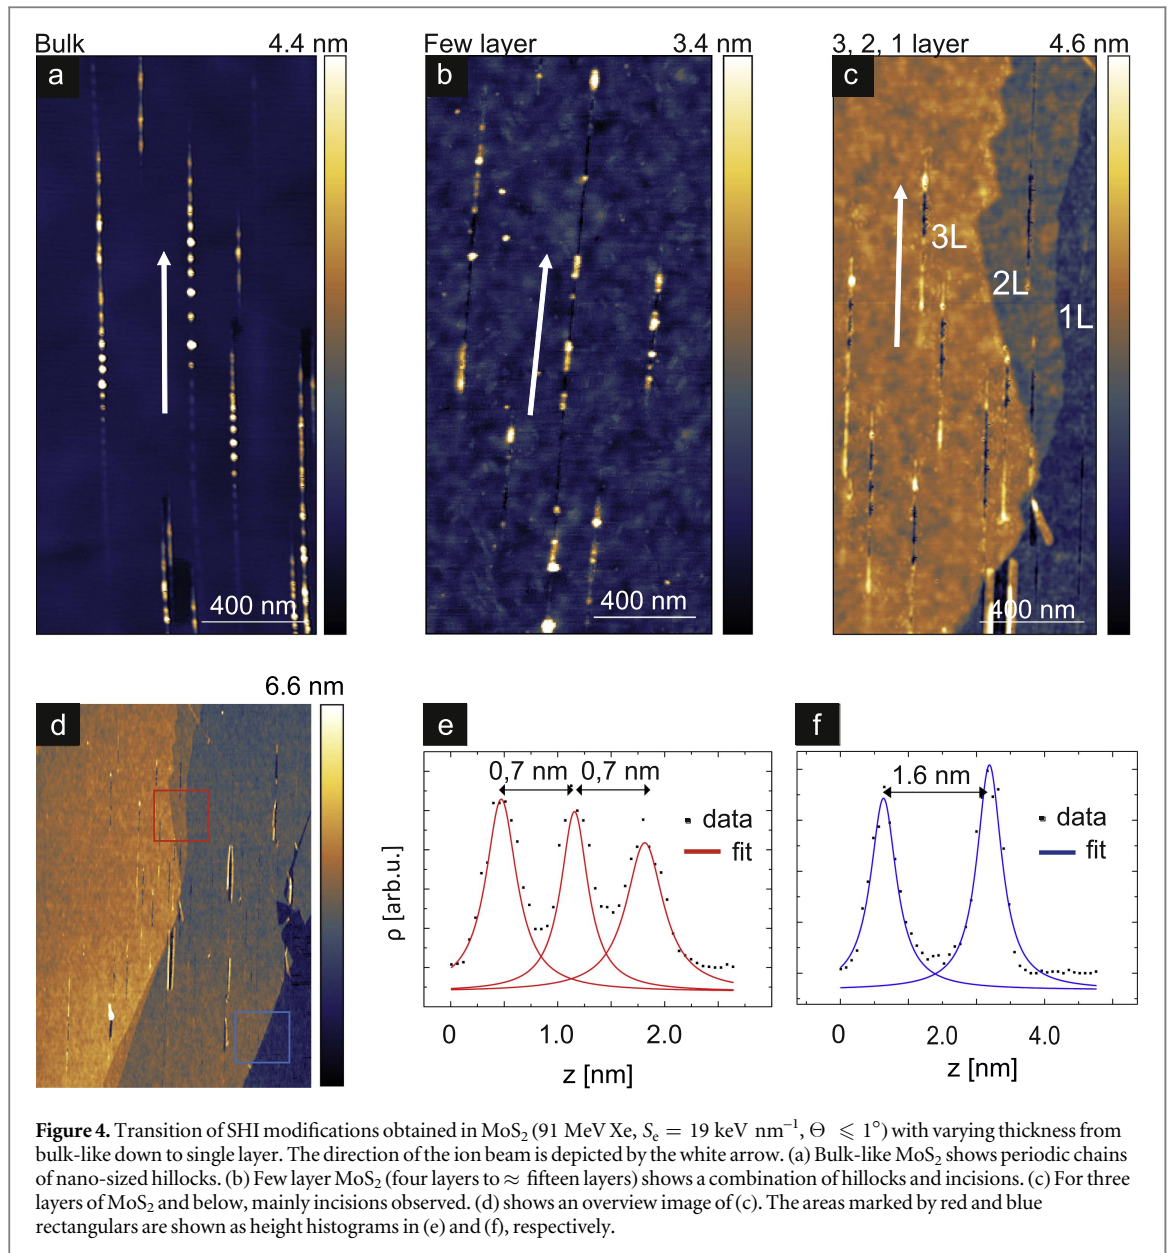 Bulk 4.4 nm
Few layer 3.4 nm
3, 2, 1 layer 4.6 nm
a
b
c
3L
2L
1L
400 nm
400 nm
400 nm
6.6 nm
d
e
f
0,7 nm 0,7 nm
data
fit
ρ [arb.u.]
0 1.0 2.0
z [nm]
1.6 nm
data
fit
0 2.0 4.0
z [nm]
Figure 4. Transition of SHI modifications obtained in MoS₂ (91 MeV Xe, Sₑ = 19 keV nm⁻¹, Θ ⩽ 1°) with varying thickness from
bulk-like down to single layer. The direction of the ion beam is depicted by the white arrow. (a) Bulk-like MoS₂ shows periodic chains
of nano-sized hillocks. (b) Few layer MoS₂ (four layers to ≈ fifteen layers) shows a combination of hillocks and incisions. (c) For three
layers of MoS₂ and below, mainly incisions observed. (d) shows an overview image of (c). The areas marked by red and blue
rectangulars are shown as height histograms in (e) and (f), respectively.